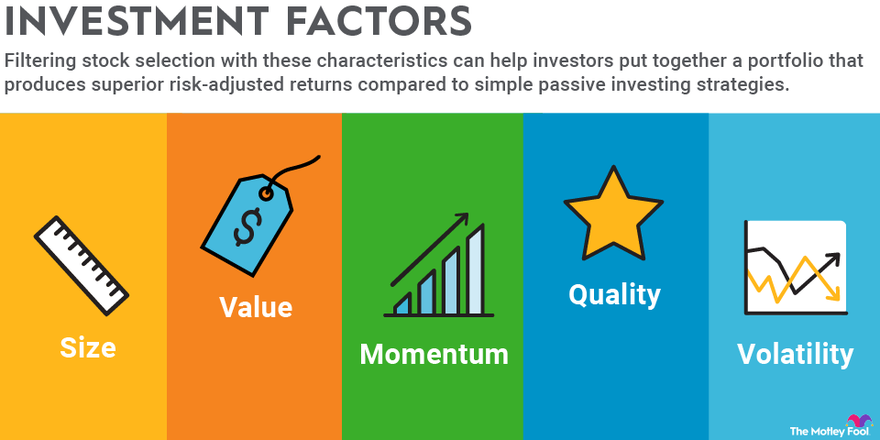 INVESTMENT FACTORS
Filtering stock selection with these characteristics can help investors put together a portfolio that
produces superior risk-adjusted returns compared to simple passive investing strategies.
$
Size
Value
Momentum
Quality
Volatility
The Motley Fool